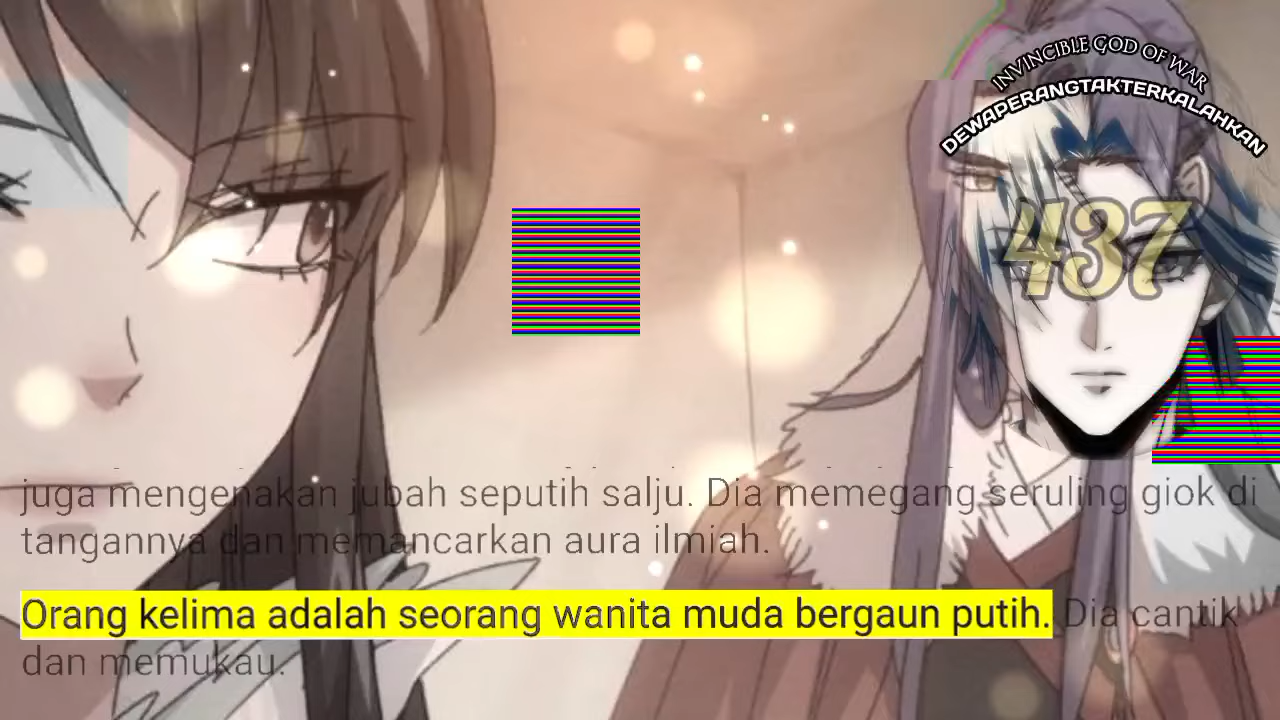 INVINCIBLE GOD OF WAR
DEWAPERANGTAKTERKALAHKAN
437
juga mengenakan jubah seputih salju. Dia memegang seruling giok di
tangannya dan memancarkan aura ilmiah.
Orang kelima adalah seorang wanita muda bergaun putih. Dia cantik
dan memukau.